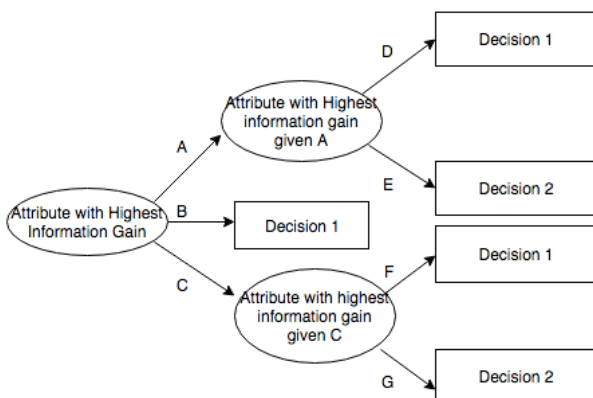 D
Decision 1
Attribute with Highest
information gain
given A
A
E
Decision 2
Attribute with Highest
Information Gain
B
Decision 1
C
F
Decision 1
Attribute with highest
information gain
given C
G
Decision 2